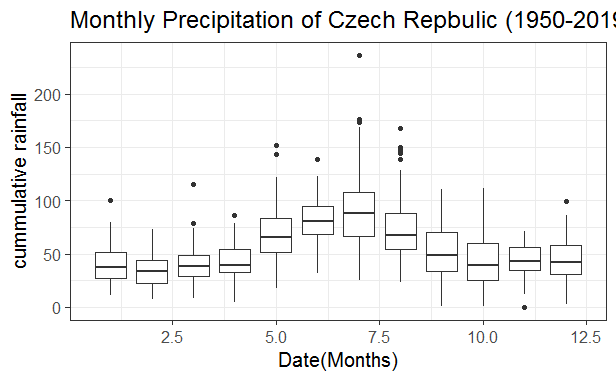 Monthly Precipitation of Czech Repbulic (1950-2019
cummulative rainfall
200
150
100
50
0
2.5 5.0 7.5 10.0 12.5
Date(Months)